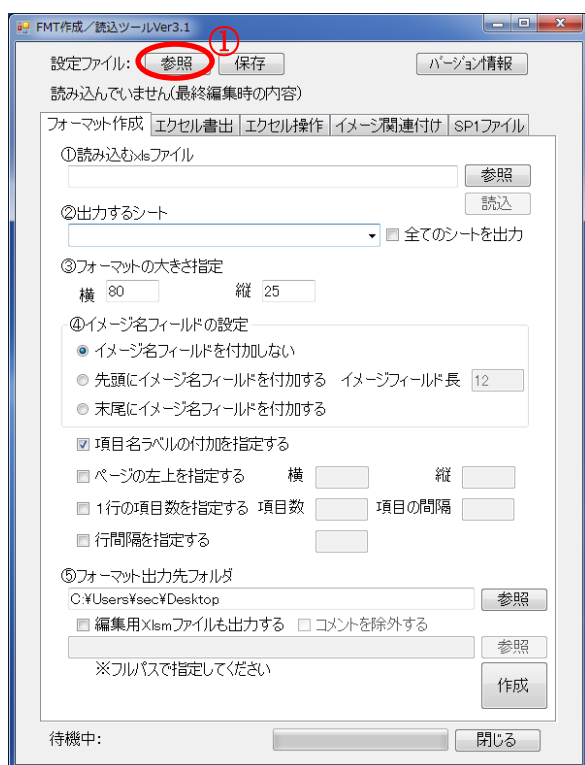 FMT作成／読込ツールVer3.1
①
設定ファイル: 参照 保存 バージョン情報
読み込んでいません(最終編集時の内容)
フォーマット作成 エクセル書出 エクセル操作 イメージ関連付け SP1ファイル
①読み込むxlsファイル
参照
読込
②出力するシート
全てのシートを出力
③フォーマットの大きさ指定
横 80 縦 25
④イメージ名フィールドの設定
イメージ名フィールドを付加しない
先頭にイメージ名フィールドを付加する イメージフィールド長 12
末尾にイメージ名フィールドを付加する
項目名ラベルの付加を指定する
ページの左上を指定する 横 縦
1行の項目数を指定する 項目数 項目の間隔
行間隔を指定する
⑤フォーマット出力先フォルダ
C:¥Users¥sec¥Desktop 参照
編集用Xlsmファイルも出力する コメントを除外する
参照
※フルパスで指定してください
作成
待機中: 閉じる